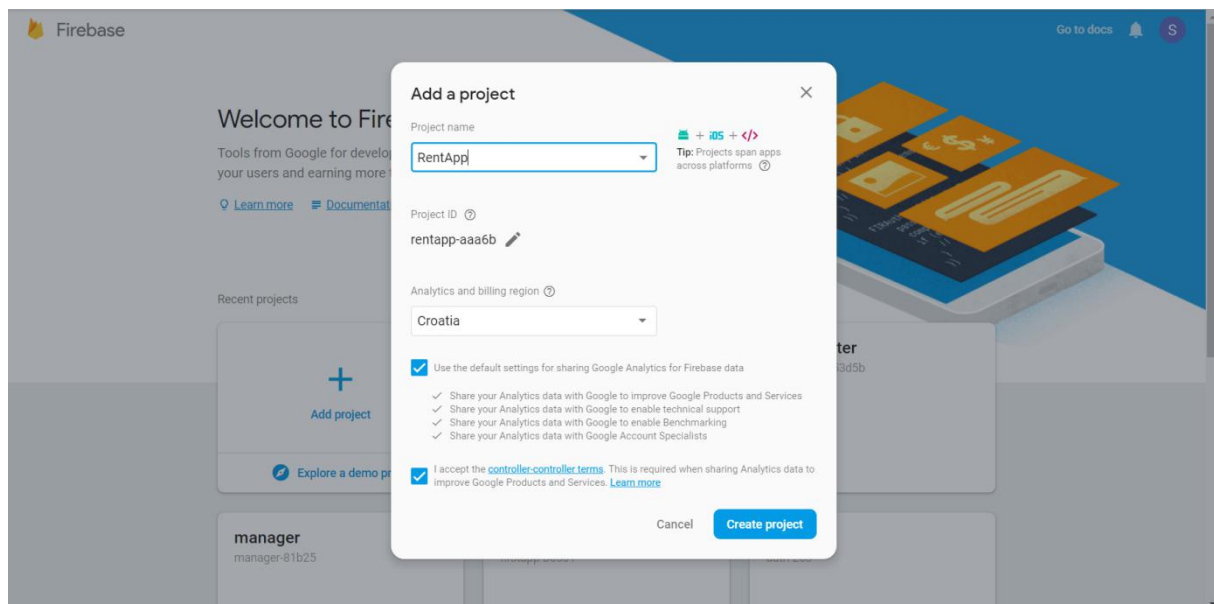 Firebase
Go to docs
S
Welcome to Fire
Tools from Google for develop
your users and earning more
Learn more Documentat
Recent projects
Add project
Explore a demo pr
manager
manager-81b25
ter
3d5b
Add a project
Project name
RentApp
+ iOS + </>
Tip: Projects span apps
across platforms
Project ID
rentapp-aaa6b
Analytics and billing region
Croatia
Use the default settings for sharing Google Analytics for Firebase data
Share your Analytics data with Google to improve Google Products and Services
Share your Analytics data with Google to enable technical support
Share your Analytics data with Google to enable Benchmarking
Share your Analytics data with Google Account Specialists
I accept the controller-controller terms. This is required when sharing Analytics data to
improve Google Products and Services. Learn more
Cancel Create project